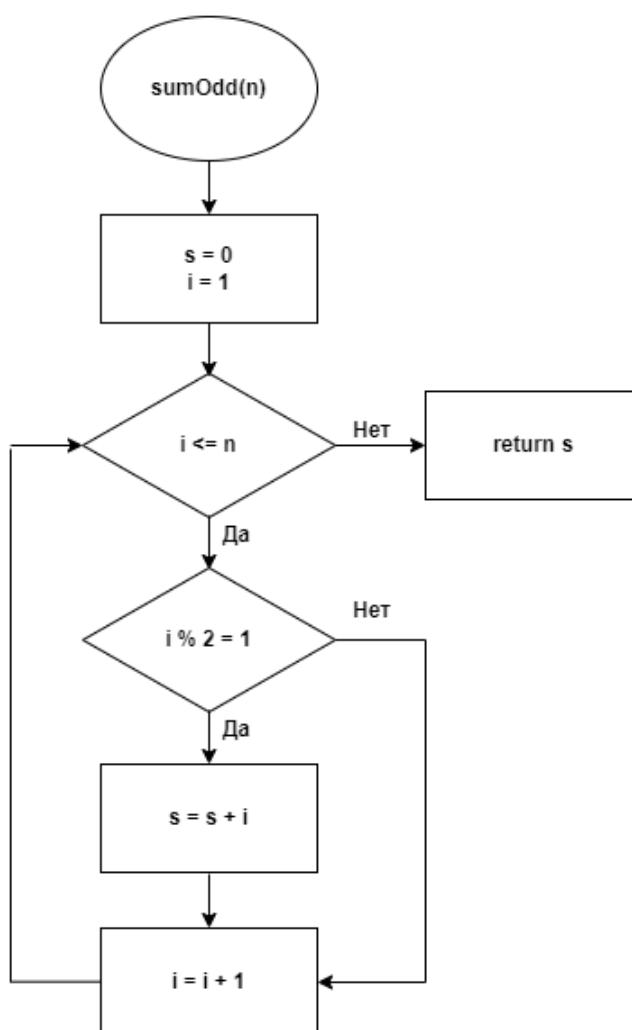 sumOdd(n)
s = 0
i = 1
i <= n
Нет
return s
Да
i % 2 = 1
Нет
Да
s = s + i
i = i + 1